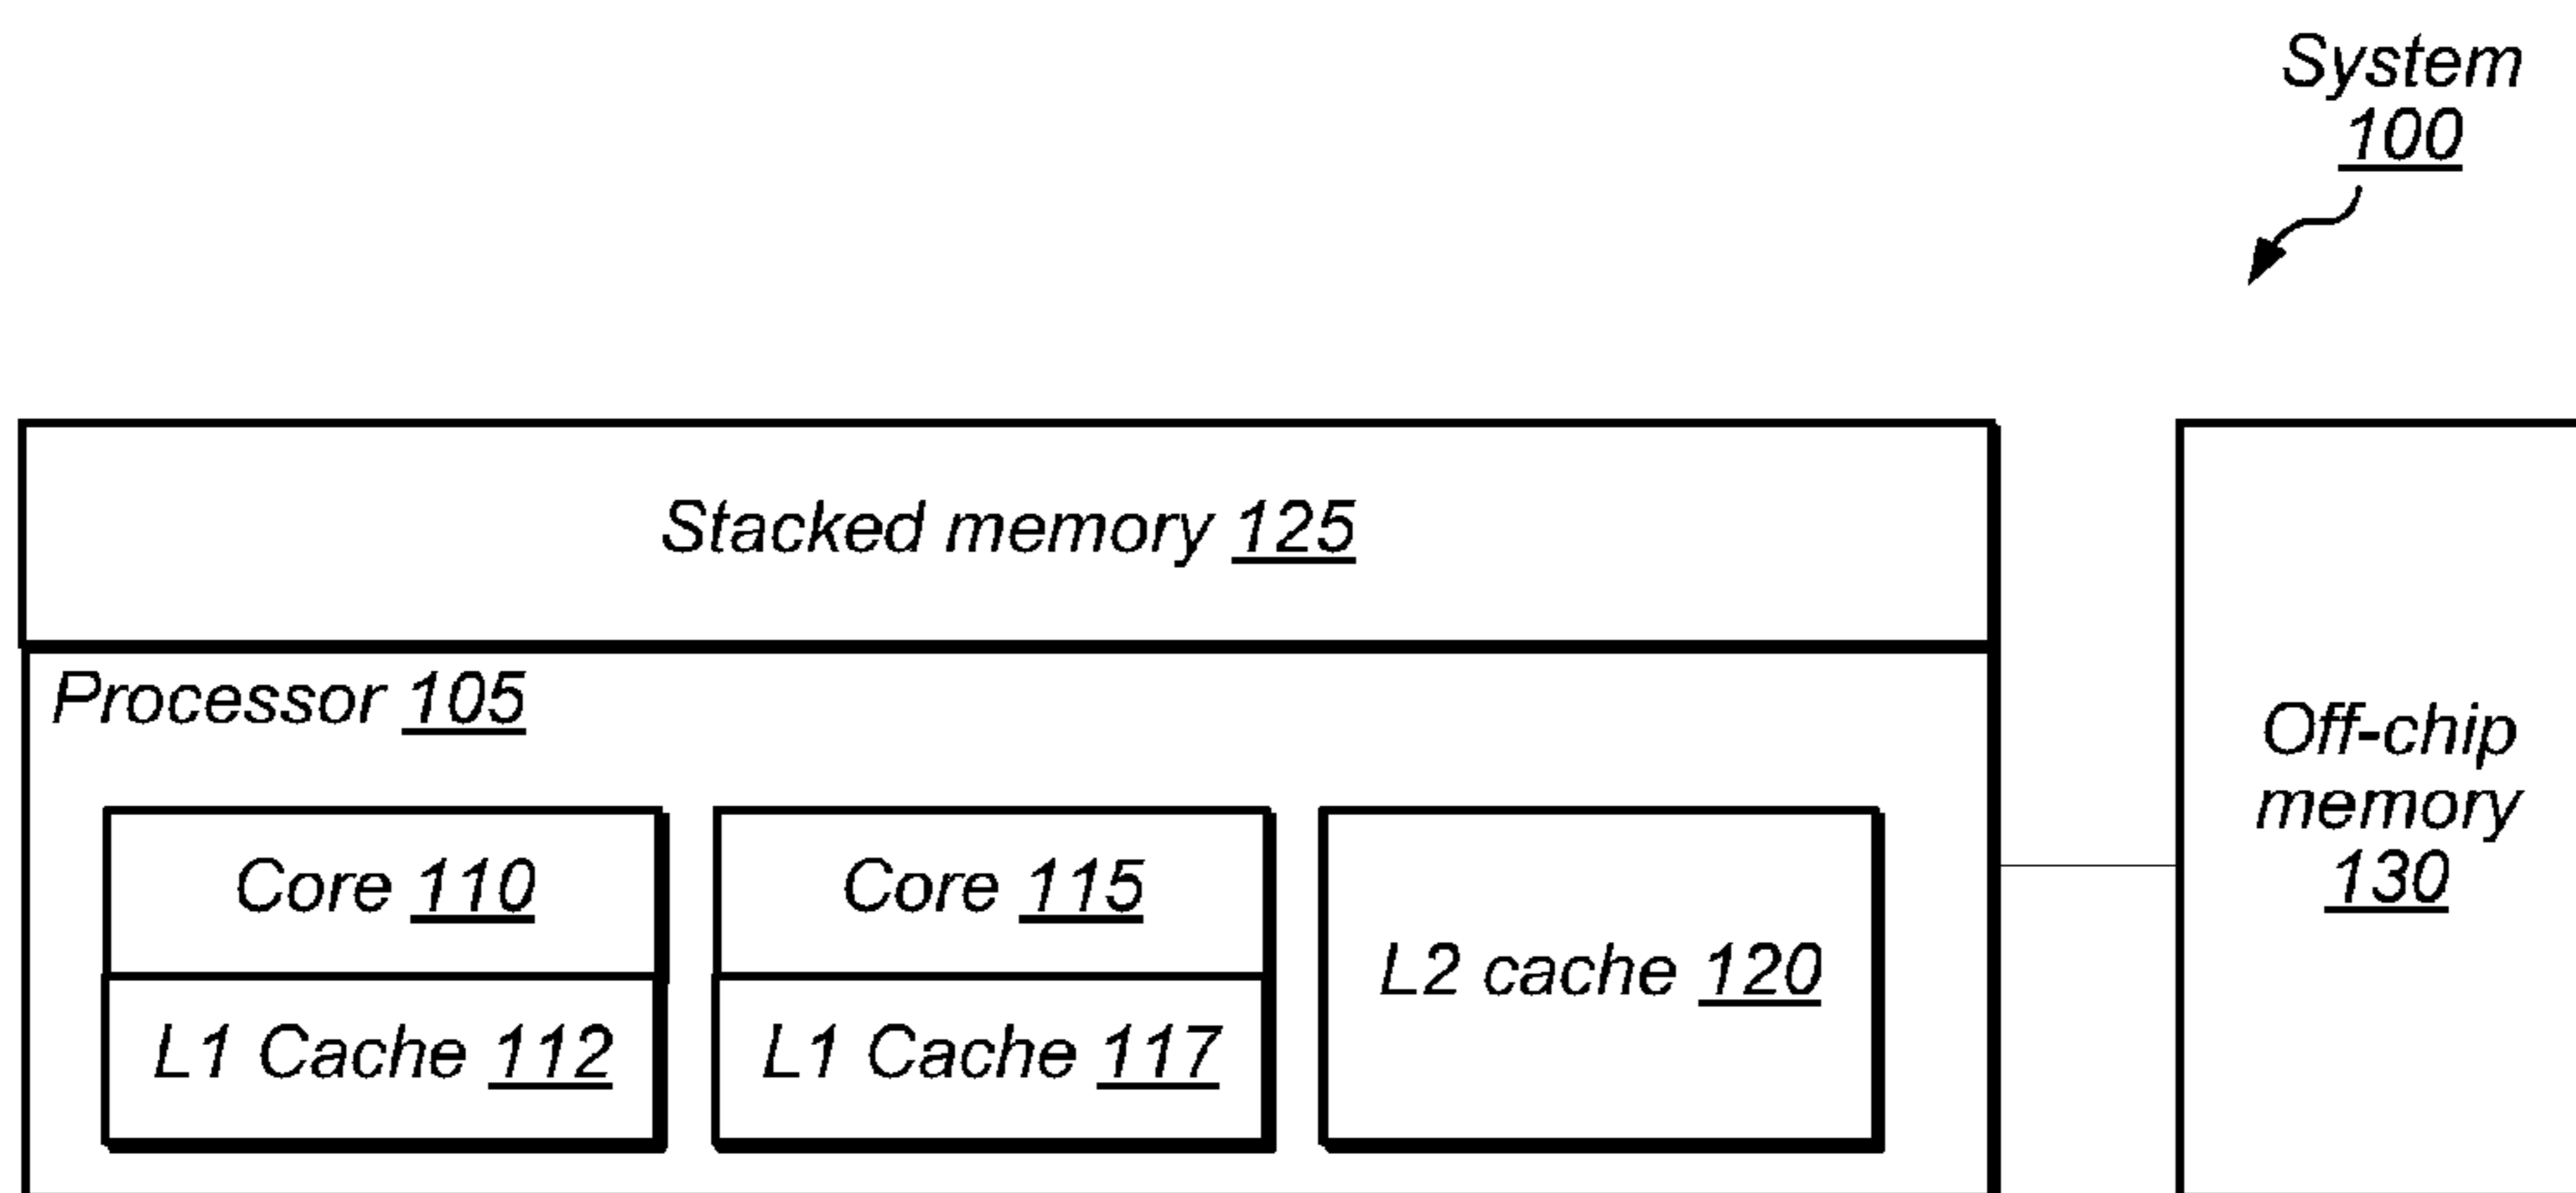 System
100
Stacked memory 125
Processor 105
Core 110
Core 115
L2 cache 120
L1 Cache 112
L1 Cache 117
Off-chip
memory
130